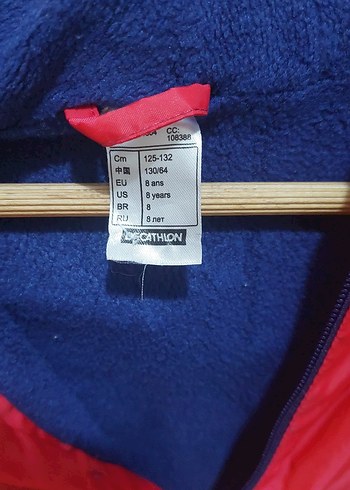 CC:
108388
Cm 125-132
中国 130/64
EU 8 ans
US 8 years
BR 8
RU 8 лет
DECATHLON